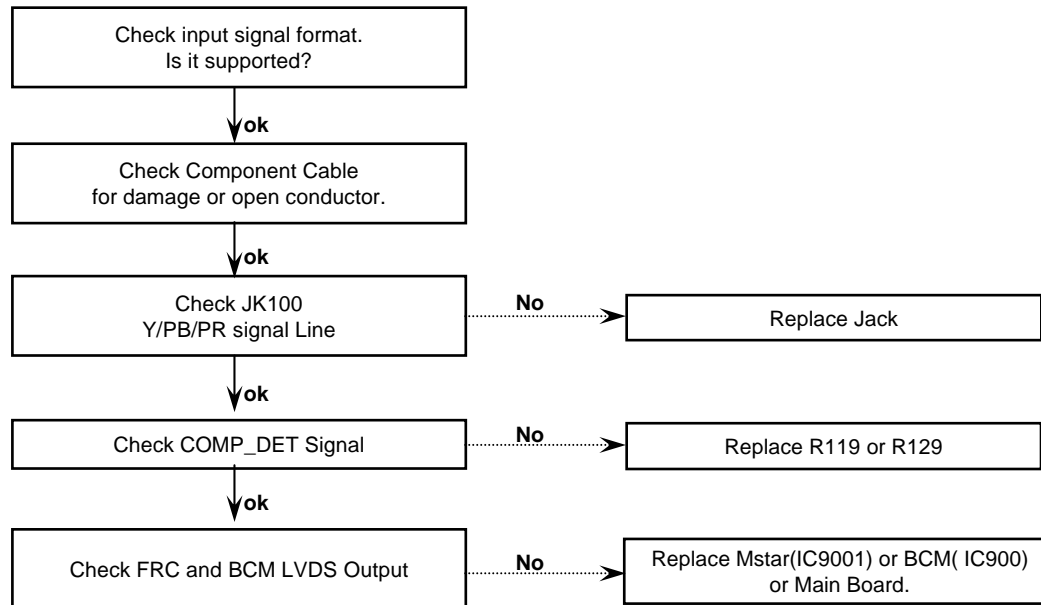 Check input signal format.
Is it supported?
ok
Check Component Cable
for damage or open conductor.
ok
Check JK100
Y/PB/PR signal Line
No
Replace Jack
ok
Check COMP_DET Signal
No
Replace R119 or R129
ok
Check FRC and BCM LVDS Output
No
Replace Mstar(IC9001) or BCM( IC900)
or Main Board.